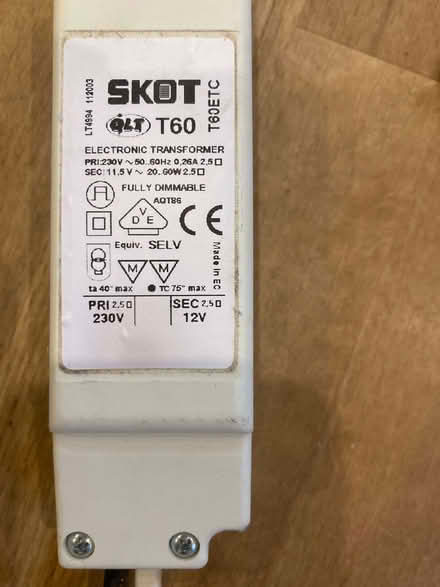 SKOT
QLT T60
T60ETC
LT4994 112003
ELECTRONIC TRANSFORMER
PRI:230V ~ 50..60Hz 0,26A 2,5 □
SEC:11,5V ~ 20..60W 2.5 □
FULLY DIMMABLE
AQT86
V
D E
CE
Equiv. SELV
M M
Made in EC
ta 40° max ● TC 75° max
PRI 2,5 □ SEC 2,5 □
230V 12V